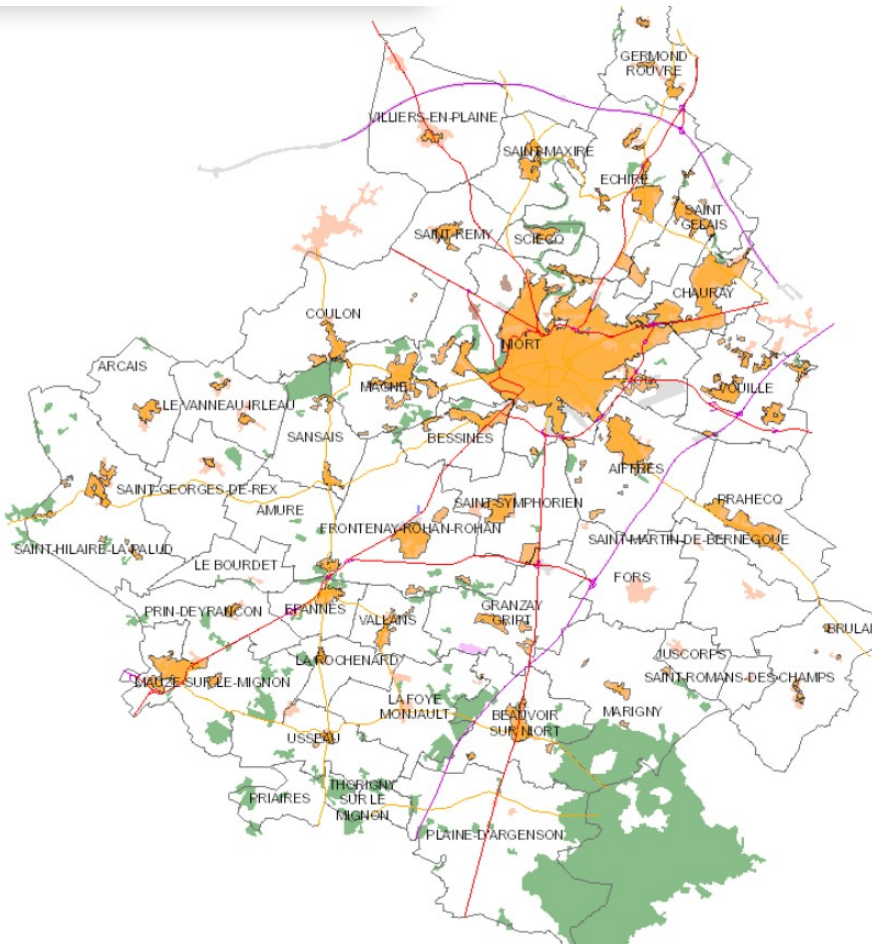 GERMOND
ROUVRE
VILLIERS-EN-PLAINE
SAINT-MAXIRE
ECHIRE
SAINT
GELAIS
SAINT-REMY
SCIECQ
CHAURAY
COULON
NIORT
ARCAIS
MAGNE
VOUILLE
LE VANNEAU-IRLEAU
SANSAIS
BESSINES
AIFFRES
SAINT-GEORGES-DE-REX
AMURE
SAINT-SYMPHORIEN
PRAHECQ
FRONTENAY-ROHAN-ROHAN
SAINT-MARTIN-DE-BERNEGOUE
SAINT-HILAIRE-LA-PALUD
LE BOURDET
FORS
PRIN-DEYRANCON
EPANNES
VALLANS
GRANZAY
GRIPT
BRULAI
JUSCORPS
LA ROCHENARD
SAINT-ROMANS-DES-CHAMPS
MAUZE-SUR-LE-MIGNON
LA FOYE
MONJAULT
BEAUVOIR
SUR NIORT
MARIGNY
USSEAU
PRIAIRES
THORIGNY
SUR LE
MIGNON
PLAINE-D'ARGENSON